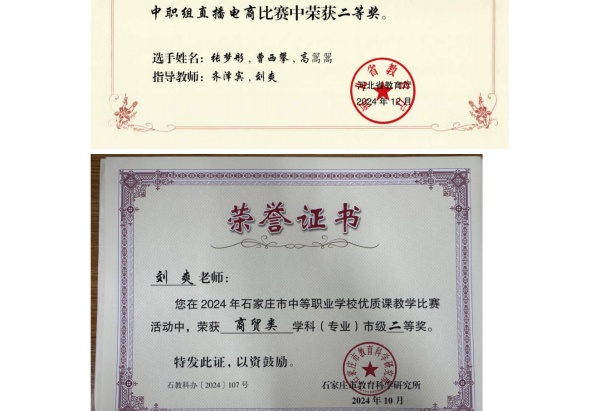 中职组直播电商比赛中荣获二等奖。
选手姓名：张梦彤，曹西攀，高翯翯
指导教师：齐泽宾，刘爽
河北省教育厅
2024年12月
荣誉证书
刘爽老师：
您在2024年石家庄市中等职业学校优质课教学比赛
活动中，荣获 商贸类 学科（专业）市级二等奖。
特发此证，以资鼓励。
石教科办〔2024〕107号
石家庄市教育科学研究所
2024年10月